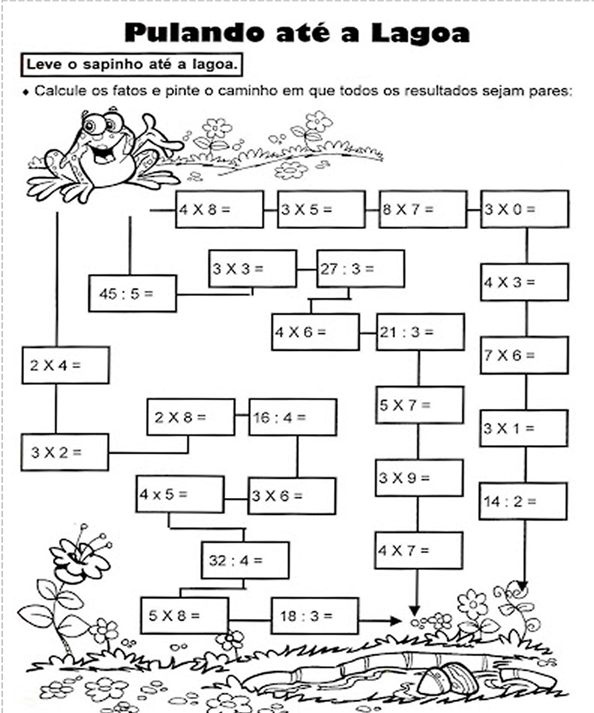 Pulando até a Lagoa
Leve o sapinho até a lagoa.
• Calcule os fatos e pinte o caminho em que todos os resultados sejam pares:
4 X 8 =
3 X 5 =
8 X 7 =
3 X 0 =
3 X 3 =
27 : 3 =
4 X 3 =
45 : 5 =
4 X 6 =
21 : 3 =
2 X 4 =
7 X 6 =
5 X 7 =
2 X 8 =
16 : 4 =
3 X 1 =
3 X 2 =
3 X 9 =
4 x 5 =
3 X 6 =
14 : 2 =
32 : 4 =
4 X 7 =
5 X 8 =
18 : 3 =